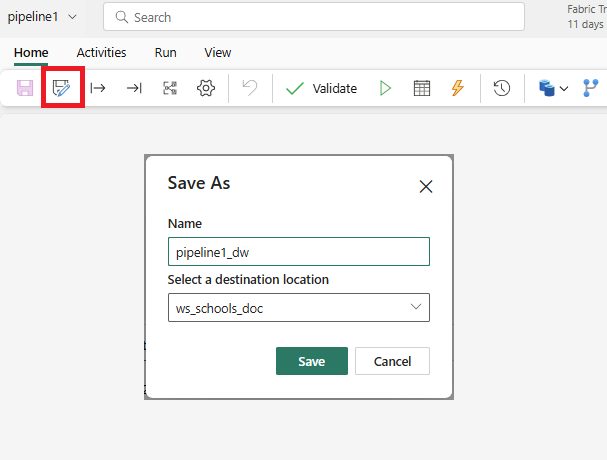 pipeline1
Search
Fabric Tr
11 days
Home Activities Run View
Validate
Save As
Name
pipeline1_dw
Select a destination location
ws_schools_doc
Save Cancel